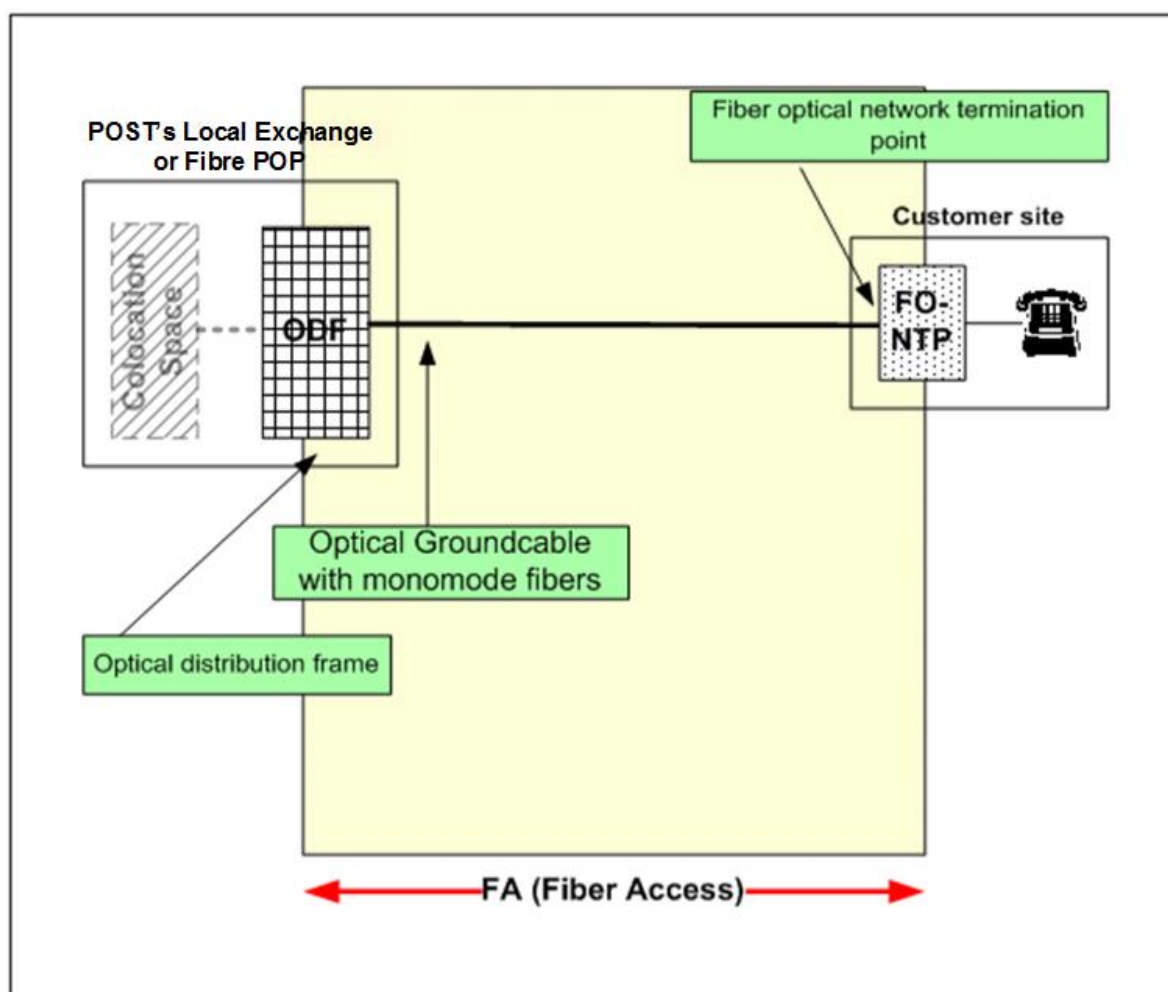 POST's Local Exchange
or Fibre POP
Fiber optical network termination
point
Customer site
Colocation
Space
ODF
FO-
NTP
Optical Groundcable
with monomode fibers
Optical distribution frame
FA (Fiber Access)